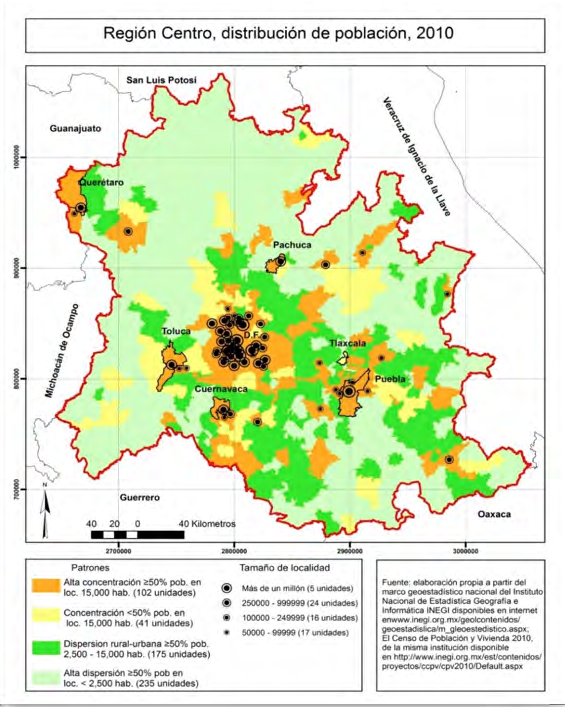 Región Centro, distribución de población, 2010
San Luis Potosí
Guanajuato
Veracruz de Ignacio de la Llave
Querétaro
Pachuca
Michoacán de Ocampo
Toluca
D.F.
Tlaxcala
Cuernavaca
Puebla
Guerrero
Oaxaca
1000000
900000
800000
700000
N
40 20 0 40 Kilometros
2700000 2800000 2900000 3000000
Patrones
Alta concentración ≥50% pob. en
loc. 15,000 hab. (102 unidades)
Concentración <50% pob. en
loc. 15,000 hab. (41 unidades)
Dispersion rural-urbana ≥50% pob.
2,500 - 15,000 hab. (175 unidades)
Alta dispersión ≥50% pob en
loc. < 2,500 hab. (235 unidades)
Tamaño de localidad
Más de un millón (5 unidades)
250000 - 999999 (24 unidades)
100000 - 249999 (16 unidades)
50000 - 99999 (17 unidades)
Fuente: elaboración propia a partir del
marco geoestadístico nacional del Instituto
Nacional de Estadística Geografia e
Informática INEGI disponibles en internet
enwww.inegi.org.mx/geo/contenidos/
geoestadislica/m_gleoestedistico.aspx;
El Censo de Población y Vivienda 2010,
de la misma institución disponible
en http://www.inegi.org.mx/est/contenidos/
proyectos/ccpv/cpv2010/Default.aspx